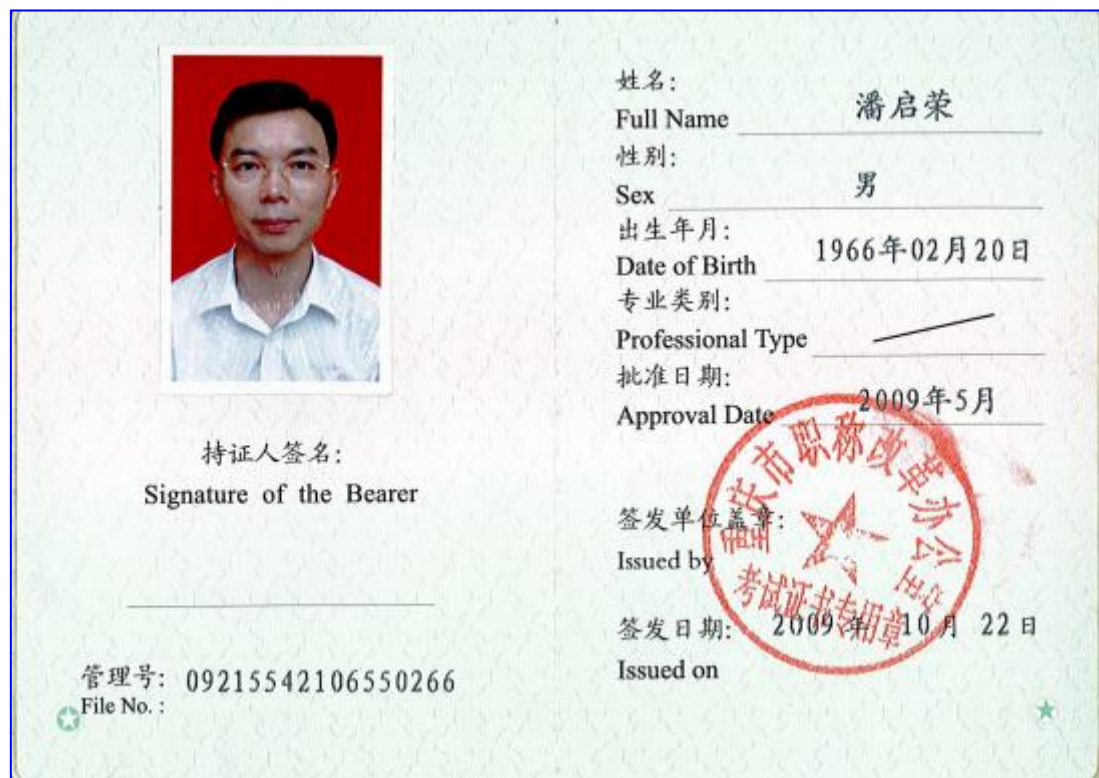 持证人签名:
Signature of the Bearer
管理号: 09215542106550266
File No. :
姓名:
潘启荣
Full Name
性别:
男
Sex
出生年月:
1966年02月20日
Date of Birth
专业类别:
Professional Type
批准日期:
2009年5月
Approval Date
签发单位盖章:
Issued by
重庆市职称改革办公室
考试证书专用章
签发日期: 2009年 10月 22日
Issued on